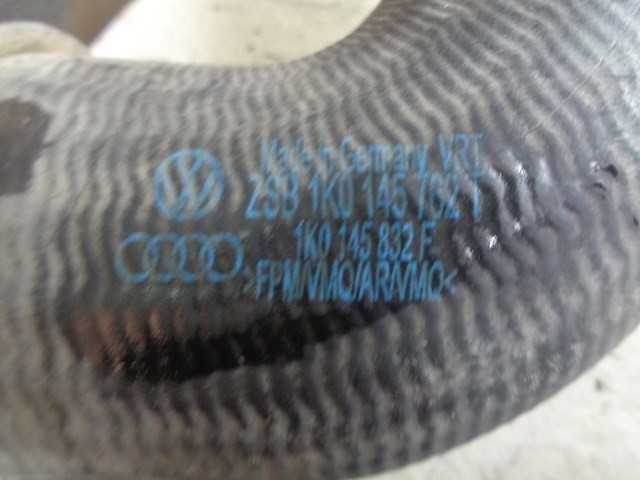 Made in Germany VRT
ZSB 1K0 145 762 T
1K0 145 832 F
>FPM/VMQ/AR/VMQ<